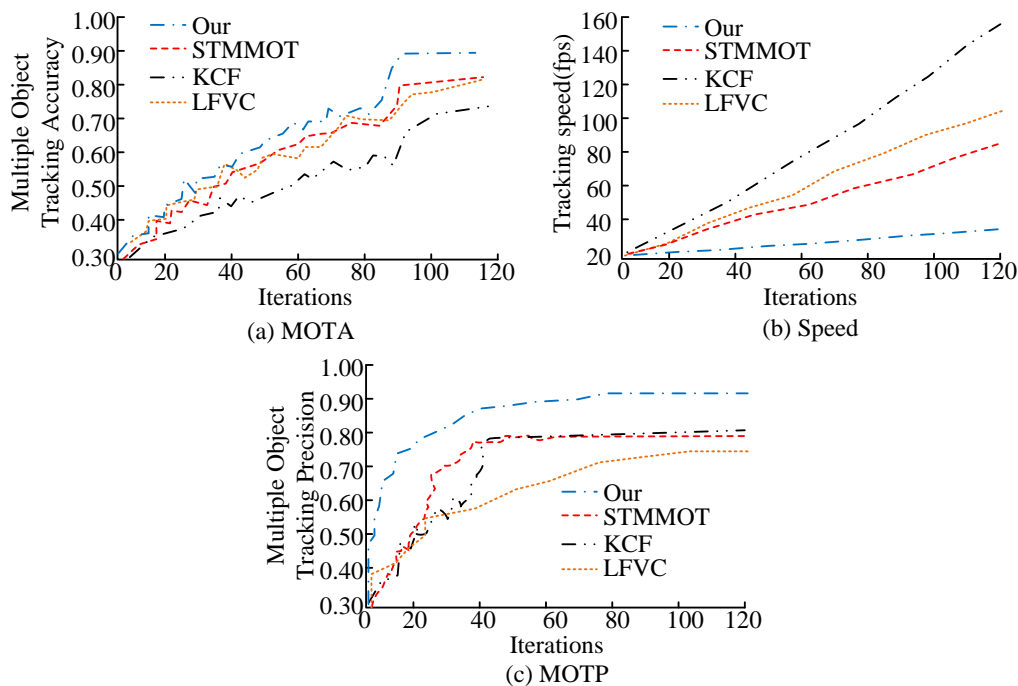 Multiple Object
Tracking Accuracy
1.00
0.90
0.80
0.70
0.60
0.50
0.40
0.30
Our
STMMOT
KCF
LFVC
0 20 40 60 80 100 120
Iterations
(a) MOTA
Tracking speed(fps)
160
140
120
100
80
60
40
20
Our
STMMOT
KCF
LFVC
0 20 40 60 80 100 120
Iterations
(b) Speed
Multiple Object
Tracking Precision
1.00
0.90
0.80
0.70
0.60
0.50
0.40
0.30
Our
STMMOT
KCF
LFVC
0 20 40 60 80 100 120
Iterations
(c) MOTP